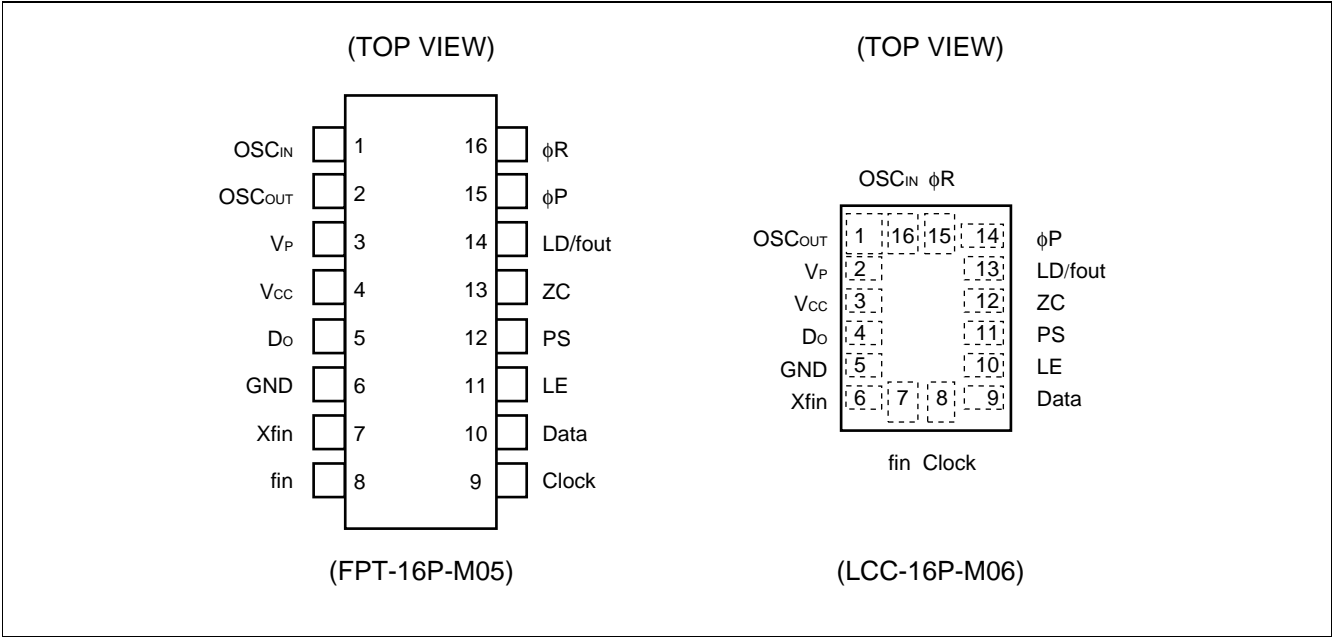 (TOP VIEW)
OSCIN 1 16 ϕR
OSCOUT 2 15 ϕP
VP 3 14 LD/fout
VCC 4 13 ZC
DO 5 12 PS
GND 6 11 LE
Xfin 7 10 Data
fin 8 9 Clock
(FPT-16P-M05)
(TOP VIEW)
OSCIN ϕR
OSCOUT 1 16 15 14 ϕP
VP 2 13 LD/fout
VCC 3 12 ZC
DO 4 11 PS
GND 5 10 LE
Xfin 6 7 8 9 Data
fin Clock
(LCC-16P-M06)